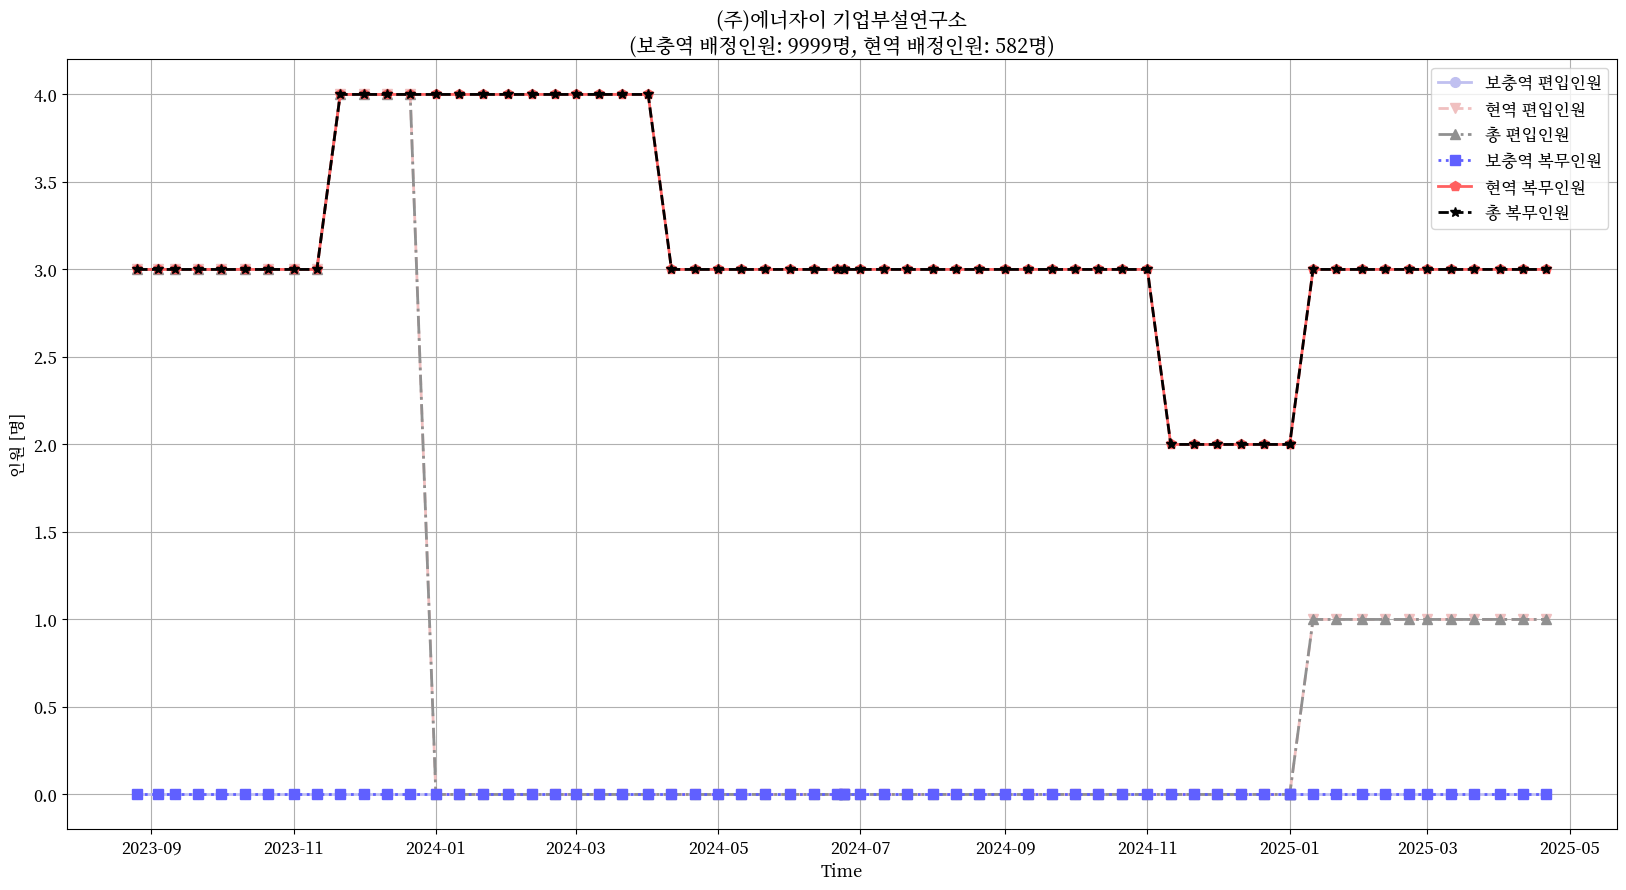 (주)에너자이 기업부설연구소
(보충역 배정인원: 9999명, 현역 배정인원: 582명)
보충역 편입인원
현역 편입인원
총 편입인원
보충역 복무인원
현역 복무인원
총 복무인원
4.0
3.5
3.0
2.5
2.0
1.5
1.0
0.5
0.0
인원 [명]
2023-09 2023-11 2024-01 2024-03 2024-05 2024-07 2024-09 2024-11 2025-01 2025-03 2025-05
Time